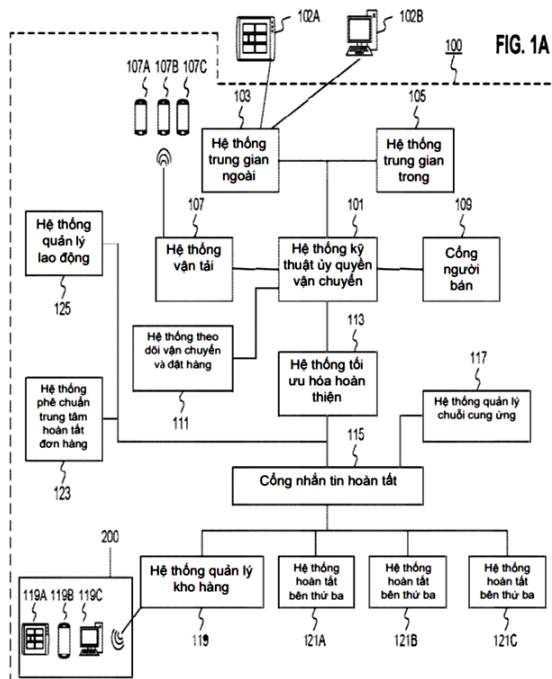 102A
102B
FIG. 1A
100
107A 107B 107C
103
105
Hệ thống
trung gian
ngoài
Hệ thống
trung gian
trong
107
101
109
Hệ thống
quản lý
lao động
125
Hệ thống
vận tải
Hệ thống kỹ
thuật ủy quyền
vận chuyển
Cổng
người
bán
113
Hệ thống theo
dõi vận chuyển
và đặt hàng
111
Hệ thống tối
ưu hóa hoàn
thiện
117
Hệ thống quản lý
chuỗi cung ứng
Hệ thống
phê chuẩn
trung tâm
hoàn tất
đơn hàng
123
115
Cổng nhắn tin hoàn tất
200
119A 119B 119C
Hệ thống quản lý
kho hàng
119
Hệ thống
hoàn tất
bên thứ ba
121A
Hệ thống
hoàn tất
bên thứ ba
121B
Hệ thống
hoàn tất
bên thứ ba
121C